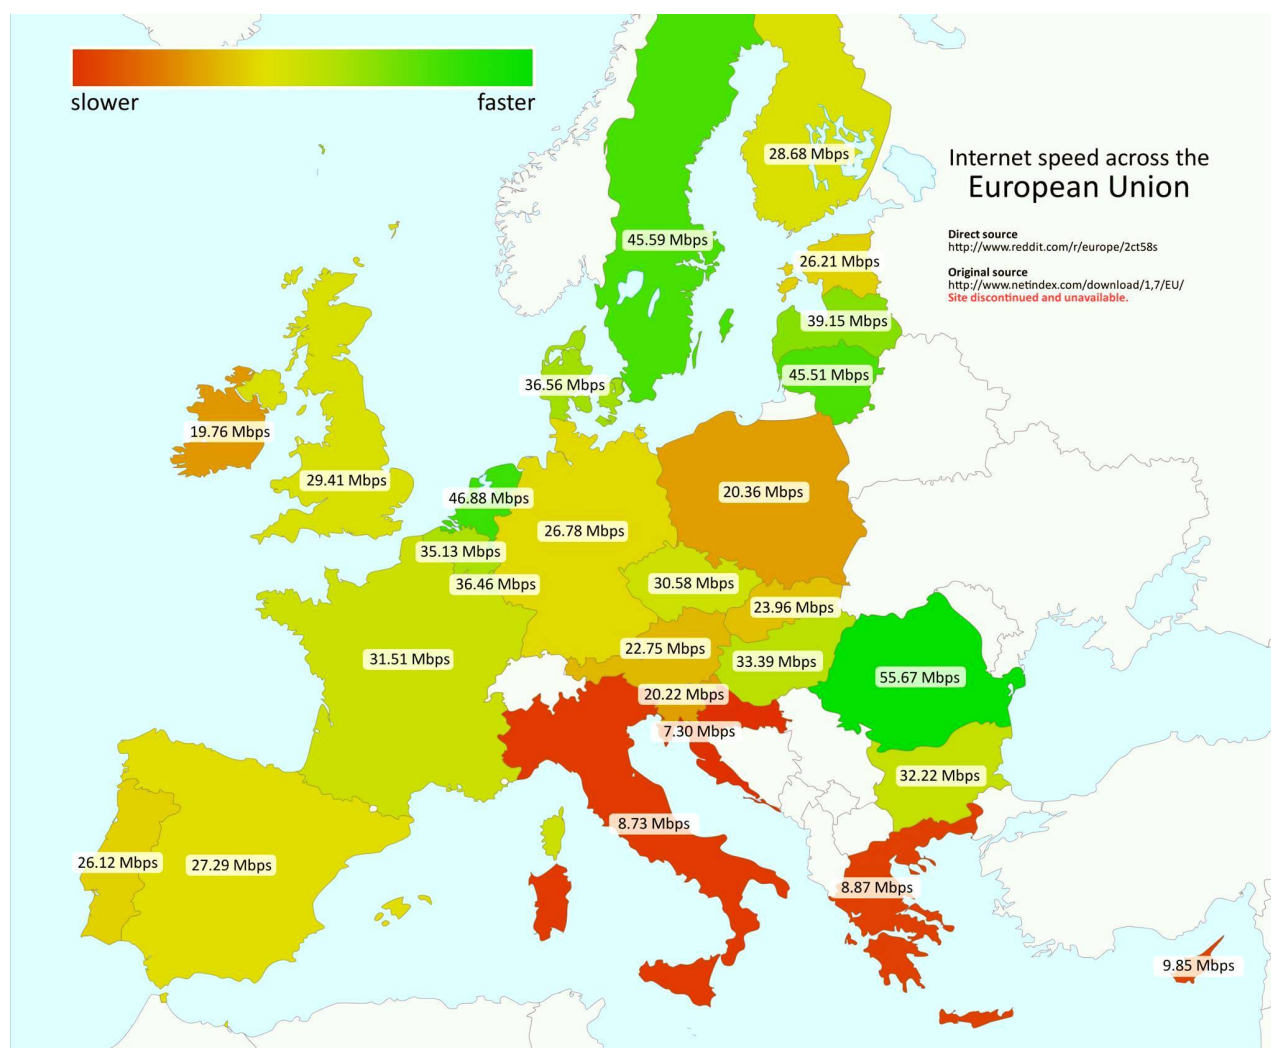 slower
faster
Internet speed across the
European Union
Direct source
http://www.reddit.com/r/europe/2ct58s
Original source
http://www.netindex.com/download/1,7/EU/
Site discontinued and unavailable.
28.68 Mbps
45.59 Mbps
26.21 Mbps
39.15 Mbps
45.51 Mbps
36.56 Mbps
19.76 Mbps
29.41 Mbps
46.88 Mbps
20.36 Mbps
26.78 Mbps
35.13 Mbps
36.46 Mbps
30.58 Mbps
23.96 Mbps
22.75 Mbps
31.51 Mbps
33.39 Mbps
55.67 Mbps
20.22 Mbps
7.30 Mbps
32.22 Mbps
8.73 Mbps
26.12 Mbps
27.29 Mbps
8.87 Mbps
9.85 Mbps